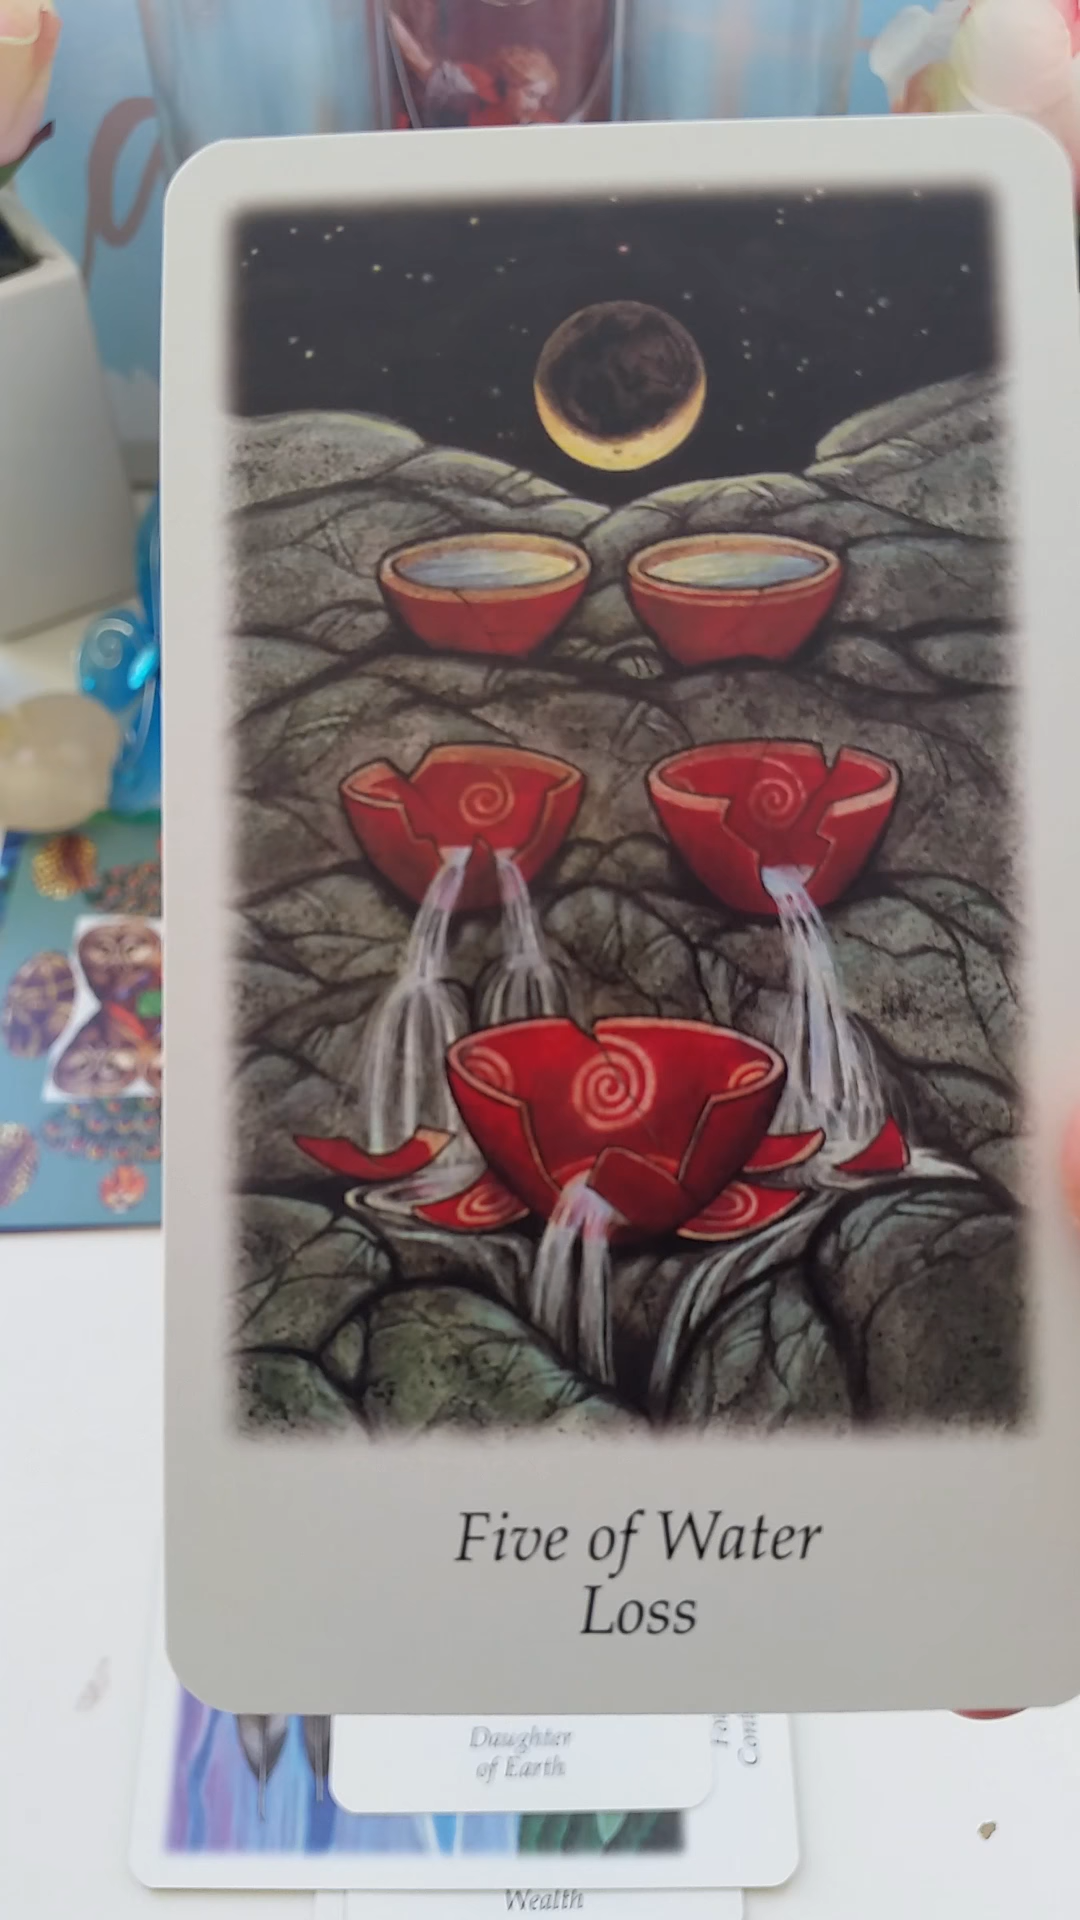 Five of Water
Loss
Daughter
of Earth
Wealth